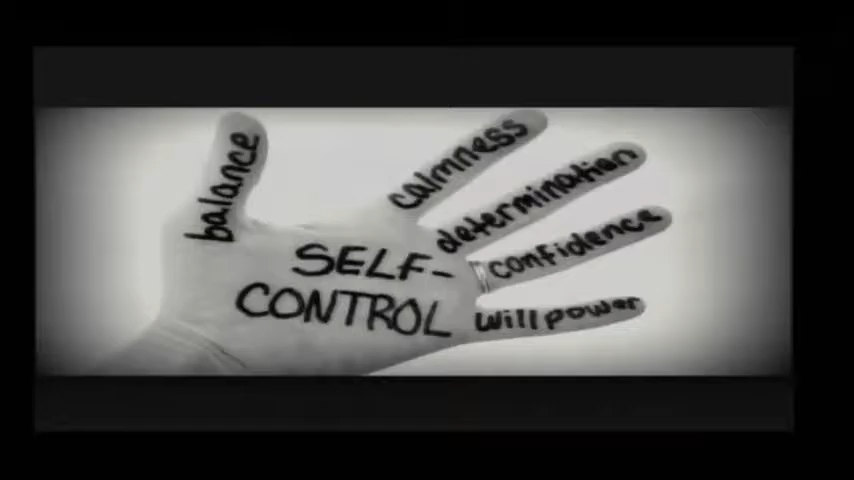 balance
calmness
determination
confidence
willpower
SELF-
CONTROL